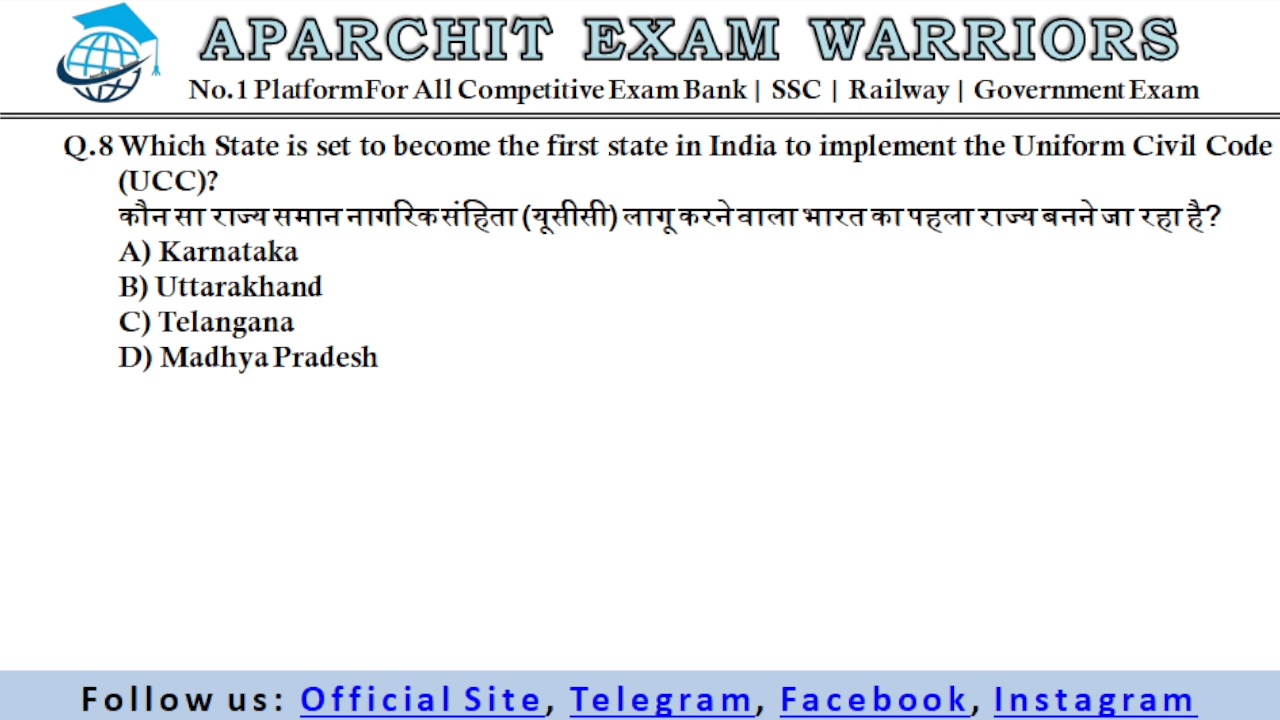 APARCHIT EXAM WARRIORS
No.1 PlatformFor All Competitive Exam Bank | SSC | Railway | Government Exam
Q.8 Which State is set to become the first state in India to implement the Uniform Civil Code
(UCC)?
कौन सा राज्य समान नागरिक संहिता (यूसीसी) लागू करने वाला भारत का पहला राज्य बनने जा रहा है?
A) Karnataka
B) Uttarakhand
C) Telangana
D) Madhya Pradesh
Follow us: Official Site, Telegram, Facebook, Instagram